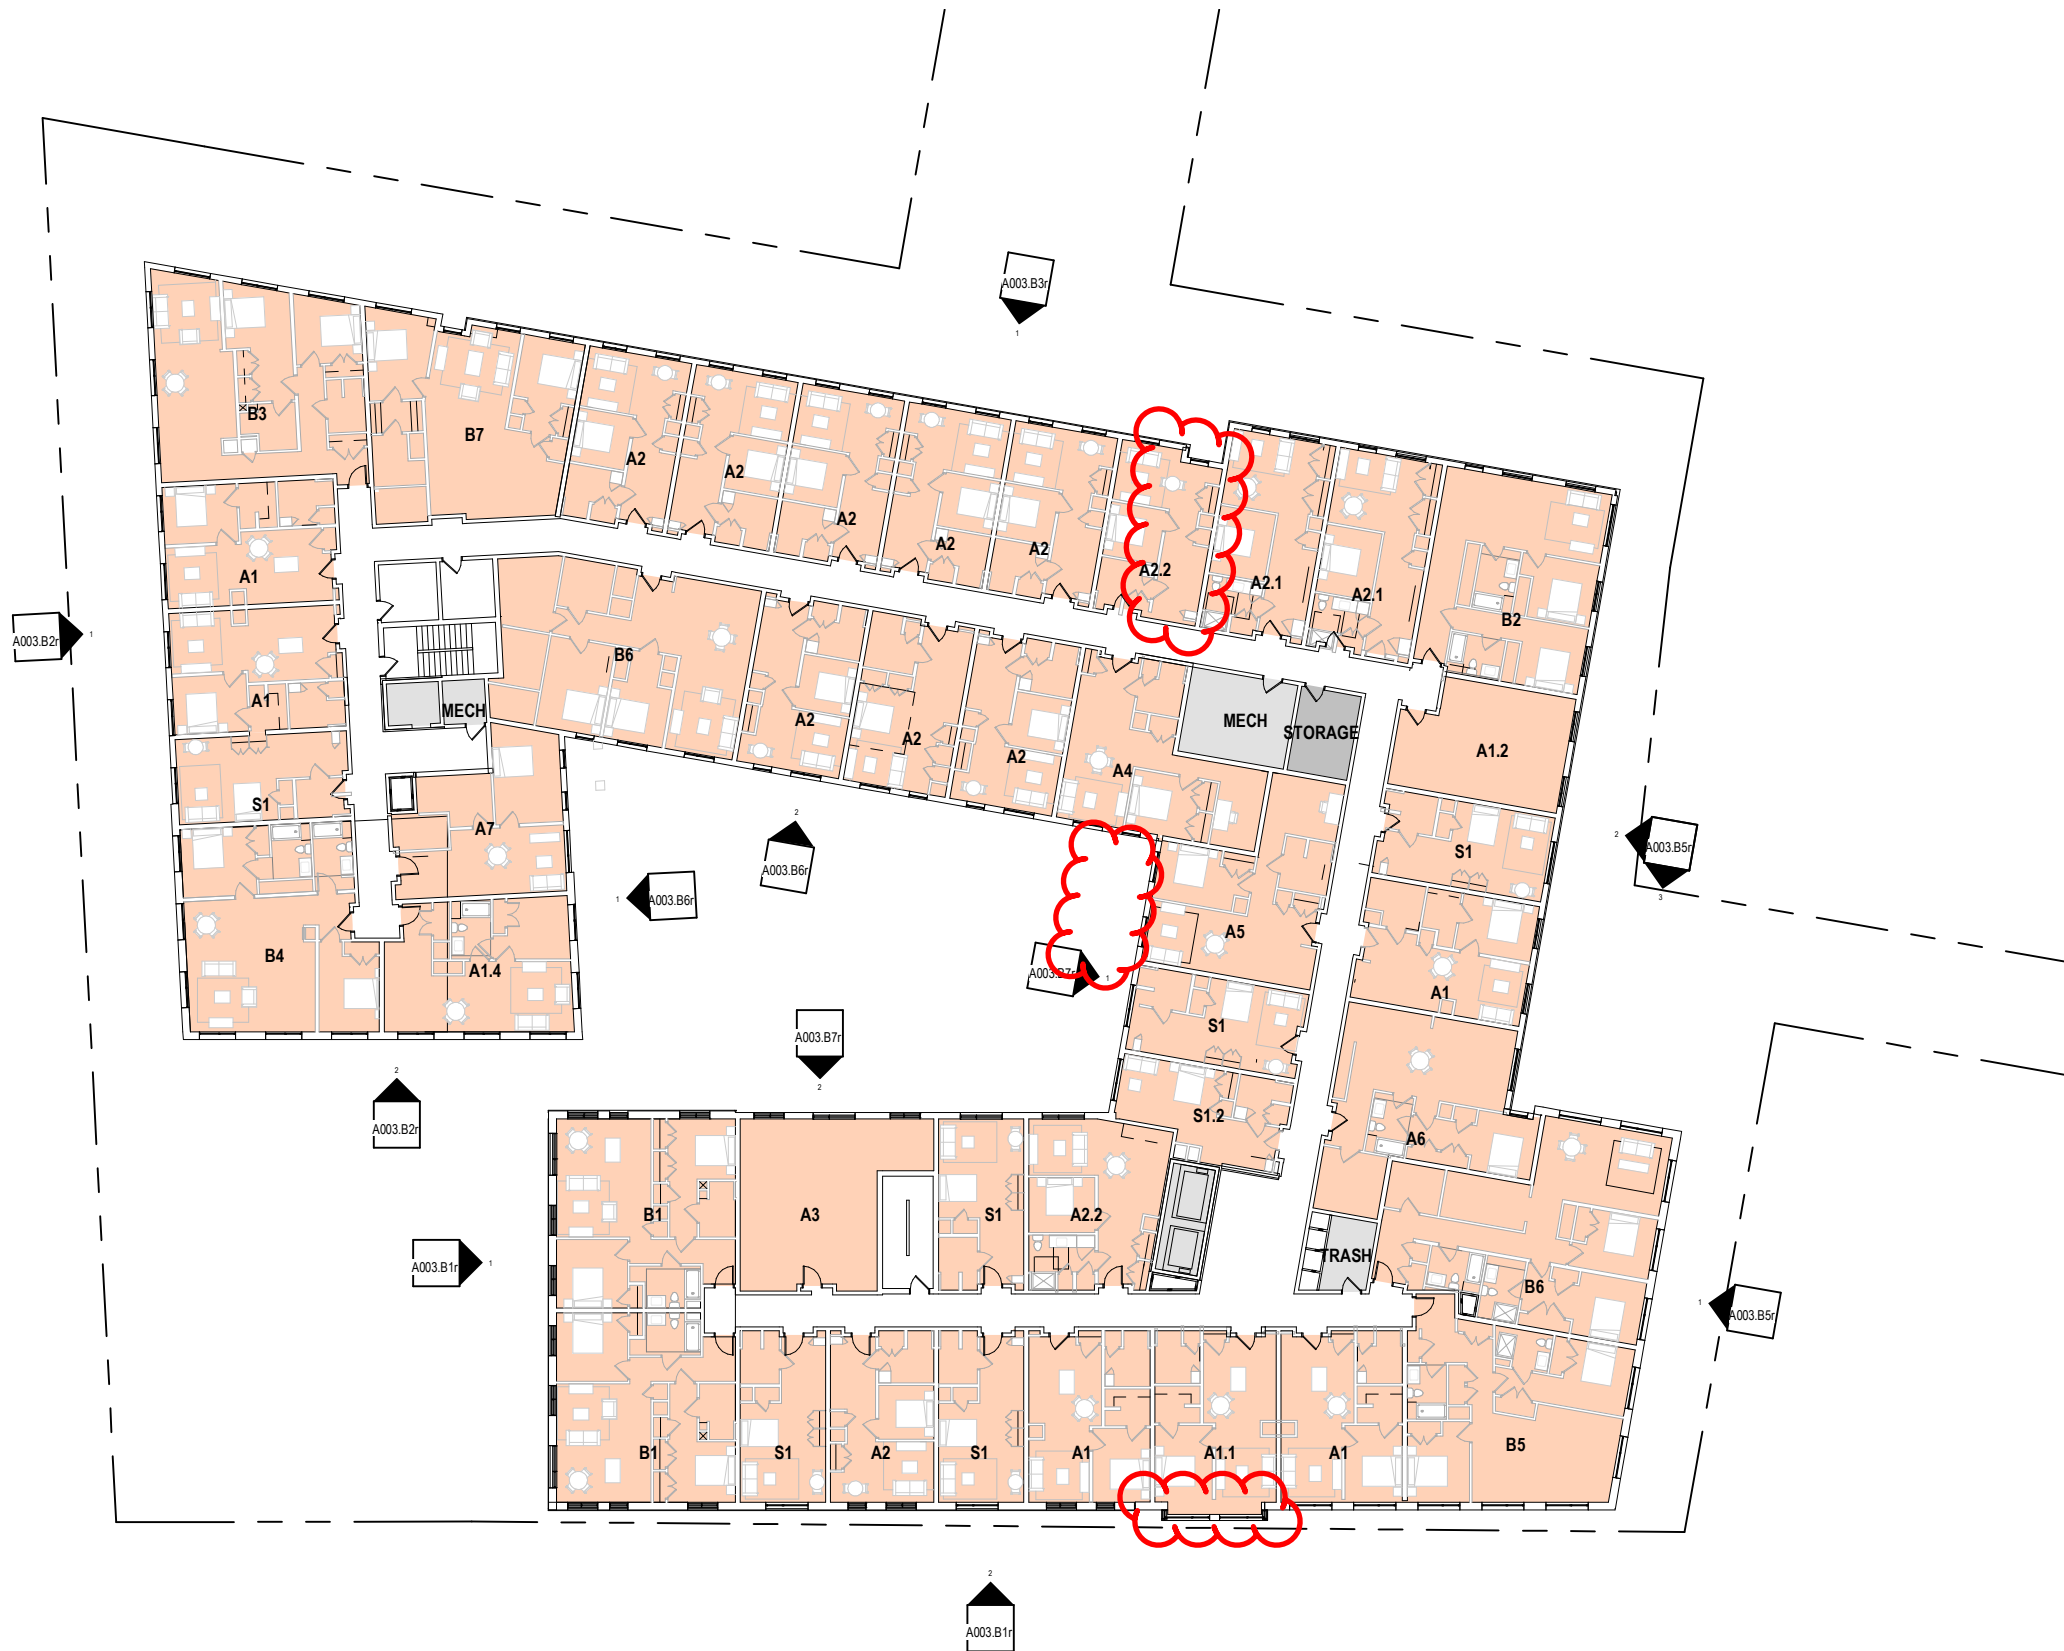 A003.B3r
1
B3
B7
A2
A2
A2
A2
A2
A2.2
A2.1
A2.1
B2
A1
A003.B2r
1
A1
MECH
B6
A2
A2
A2
A4
MECH
STORAGE
A1.2
S1
A7
2
A003.B6r
2
A003.B5r
3
S1
1
A003.B6r
B4
A1.4
A5
A003.B7r
1
A1
S1
A003.B7r
2
2
A003.B2r
S1.2
A6
B1
A3
S1
A2.2
TRASH
B6
A003.B1r
1
1
A003.B5r
B1
S1
A2
S1
A1
A1.1
A1
B5
2
A003.B1r